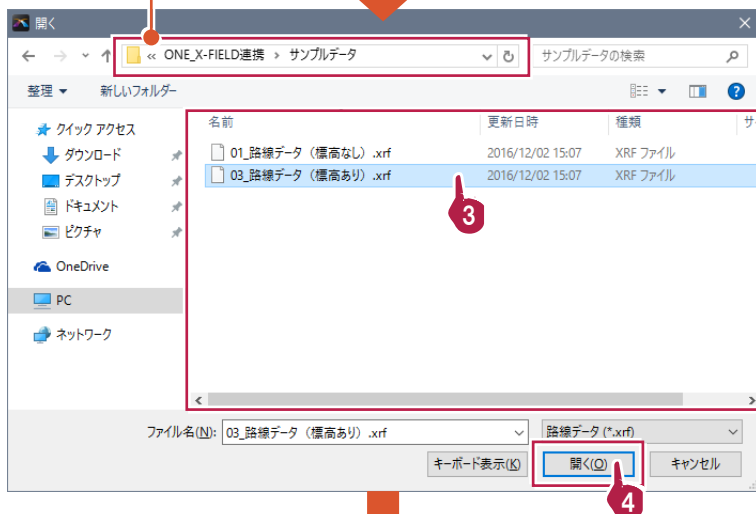 開く
« ONE_X-FIELD連携 › サンプルデータ
サンプルデータの検索
整理 新しいフォルダー
名前 更新日時 種類 サ
クイック アクセス
ダウンロード
デスクトップ
ドキュメント
ピクチャ
OneDrive
PC
ネットワーク
01_路線データ（標高なし）.xrf 2016/12/02 15:07 XRF ファイル
03_路線データ（標高あり）.xrf 2016/12/02 15:07 XRF ファイル
3
ファイル名(N): 03_路線データ（標高あり）.xrf 路線データ (*.xrf)
キーボード表示(K) 開く(O) キャンセル
4